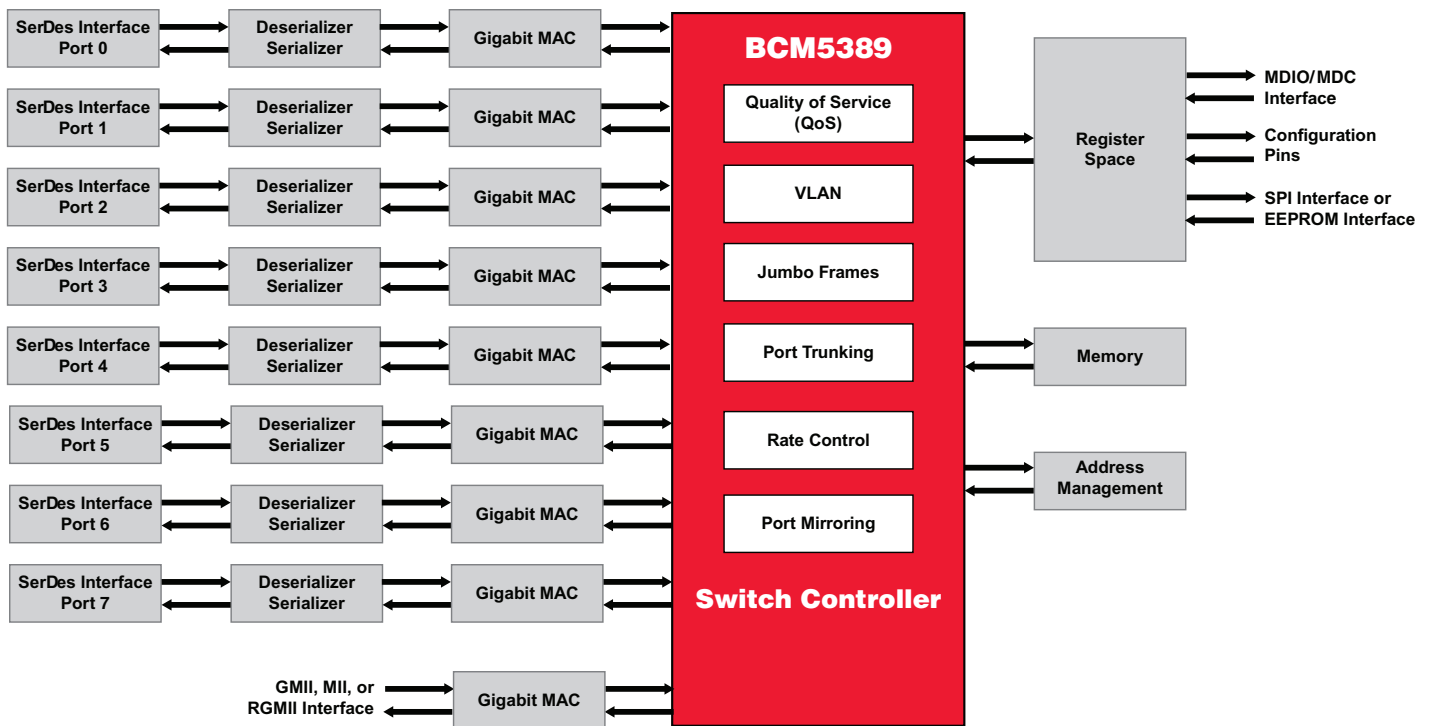 SerDes Interface
Port 0
Deserializer
Serializer
Gigabit MAC
SerDes Interface
Port 1
Deserializer
Serializer
Gigabit MAC
SerDes Interface
Port 2
Deserializer
Serializer
Gigabit MAC
SerDes Interface
Port 3
Deserializer
Serializer
Gigabit MAC
SerDes Interface
Port 4
Deserializer
Serializer
Gigabit MAC
SerDes Interface
Port 5
Deserializer
Serializer
Gigabit MAC
SerDes Interface
Port 6
Deserializer
Serializer
Gigabit MAC
SerDes Interface
Port 7
Deserializer
Serializer
Gigabit MAC
GMII, MII, or
RGMII Interface
Gigabit MAC
BCM5389
Quality of Service
(QoS)
VLAN
Jumbo Frames
Port Trunking
Rate Control
Port Mirroring
Switch Controller
Register
Space
MDIO/MDC
Interface
Configuration
Pins
SPI Interface or
EEPROM Interface
Memory
Address
Management